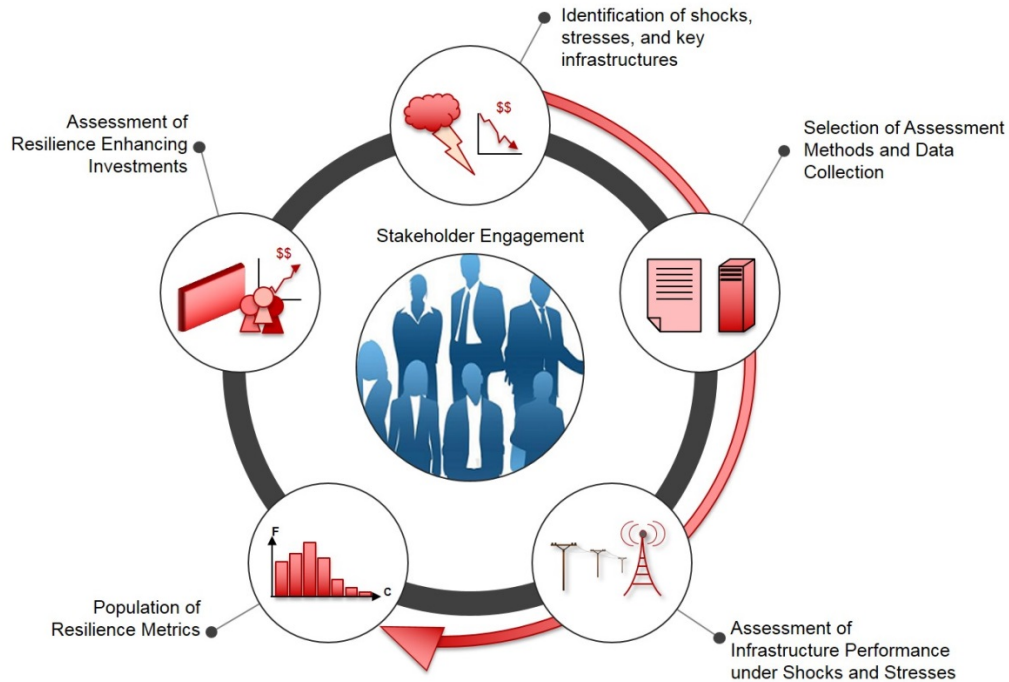 Identification of shocks,
stresses, and key
infrastructures
$$
Selection of Assessment
Methods and Data
Collection
Assessment of
Resilience Enhancing
Investments
$$
Stakeholder Engagement
F
C
Population of
Resilience Metrics
Assessment of
Infrastructure Performance
under Shocks and Stresses